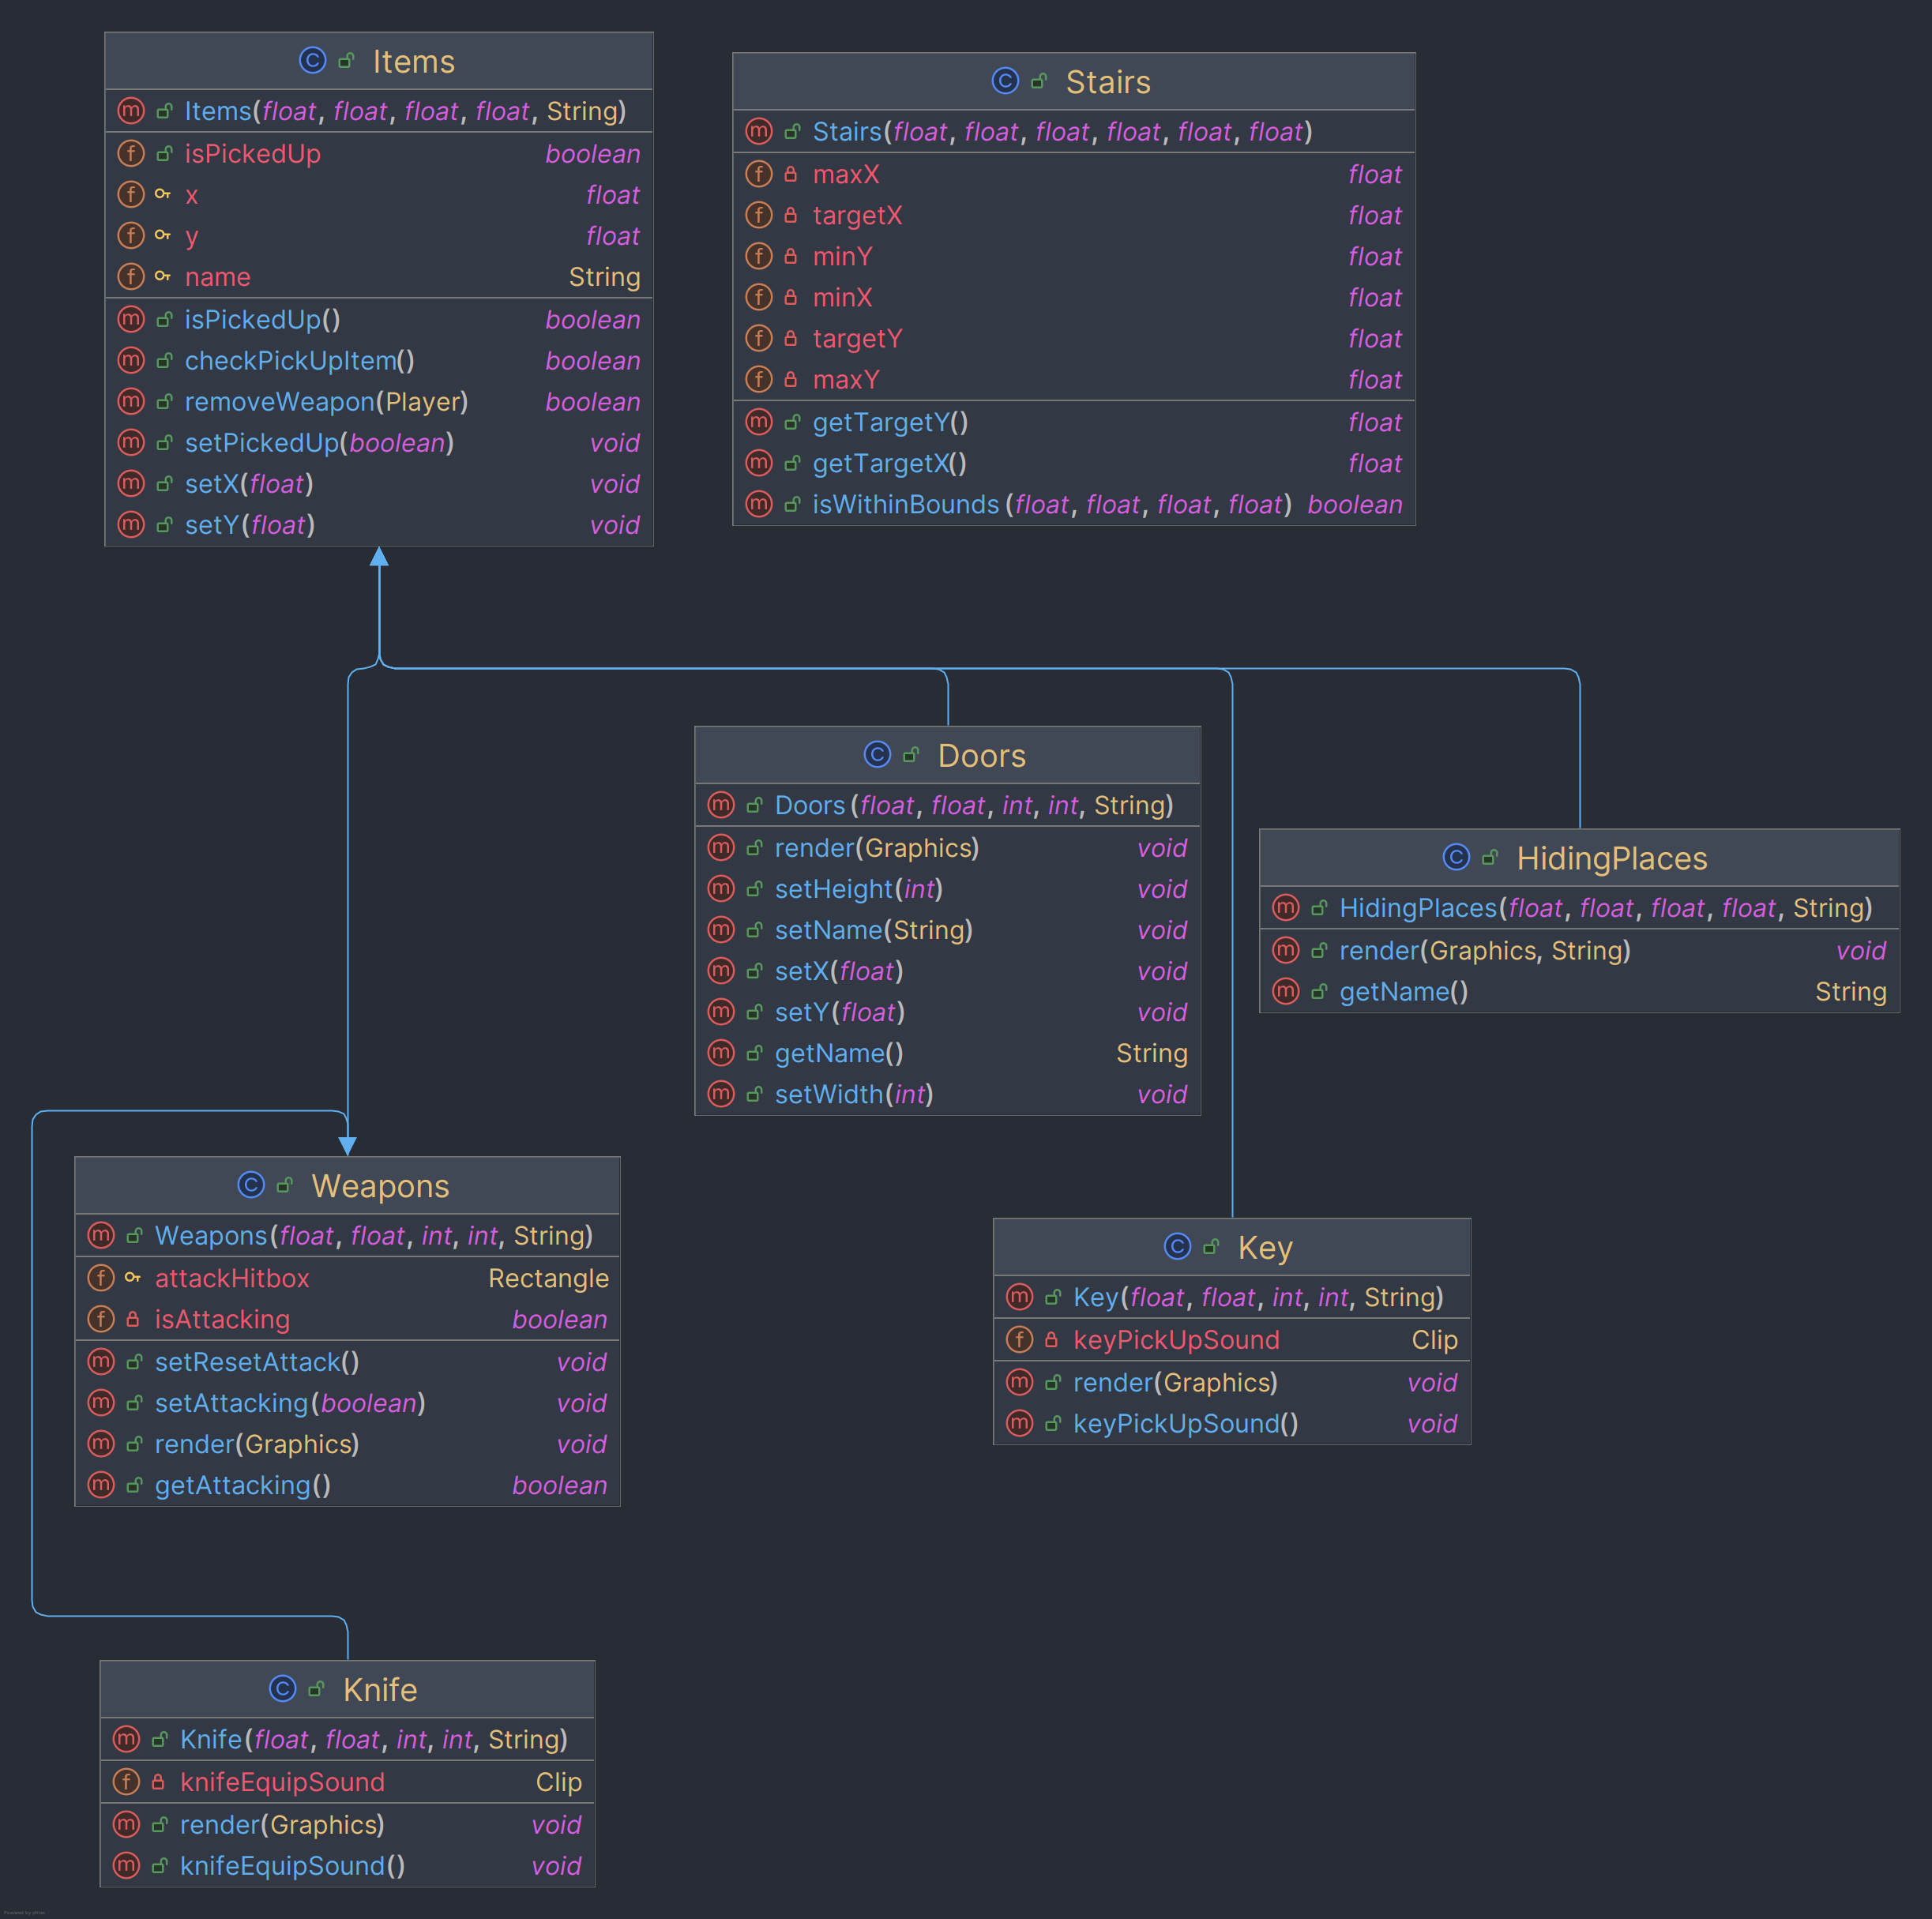 Items
Items(float, float, float, float, String)
isPickedUp boolean
x float
y float
name String
isPickedUp() boolean
checkPickUpItem() boolean
removeWeapon(Player) boolean
setPickedUp(boolean) void
setX(float) void
setY(float) void
Stairs
Stairs(float, float, float, float, float, float)
maxX float
targetX float
minY float
minX float
targetY float
maxY float
getTargetY() float
getTargetX() float
isWithinBounds(float, float, float, float) boolean
Doors
Doors(float, float, int, int, String)
render(Graphics) void
setHeight(int) void
setName(String) void
setX(float) void
setY(float) void
getName() String
setWidth(int) void
HidingPlaces
HidingPlaces(float, float, float, float, String)
render(Graphics, String) void
getName() String
Weapons
Weapons(float, float, int, int, String)
attackHitbox Rectangle
isAttacking boolean
setResetAttack() void
setAttacking(boolean) void
render(Graphics) void
getAttacking() boolean
Key
Key(float, float, int, int, String)
keyPickUpSound Clip
render(Graphics) void
keyPickUpSound() void
Knife
Knife(float, float, int, int, String)
knifeEquipSound Clip
render(Graphics) void
knifeEquipSound() void
Powered by yFiles